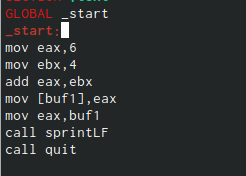 GLOBAL _start
_start:
mov eax,6
mov ebx,4
add eax,ebx
mov [buf1],eax
mov eax,buf1
call sprintLF
call quit